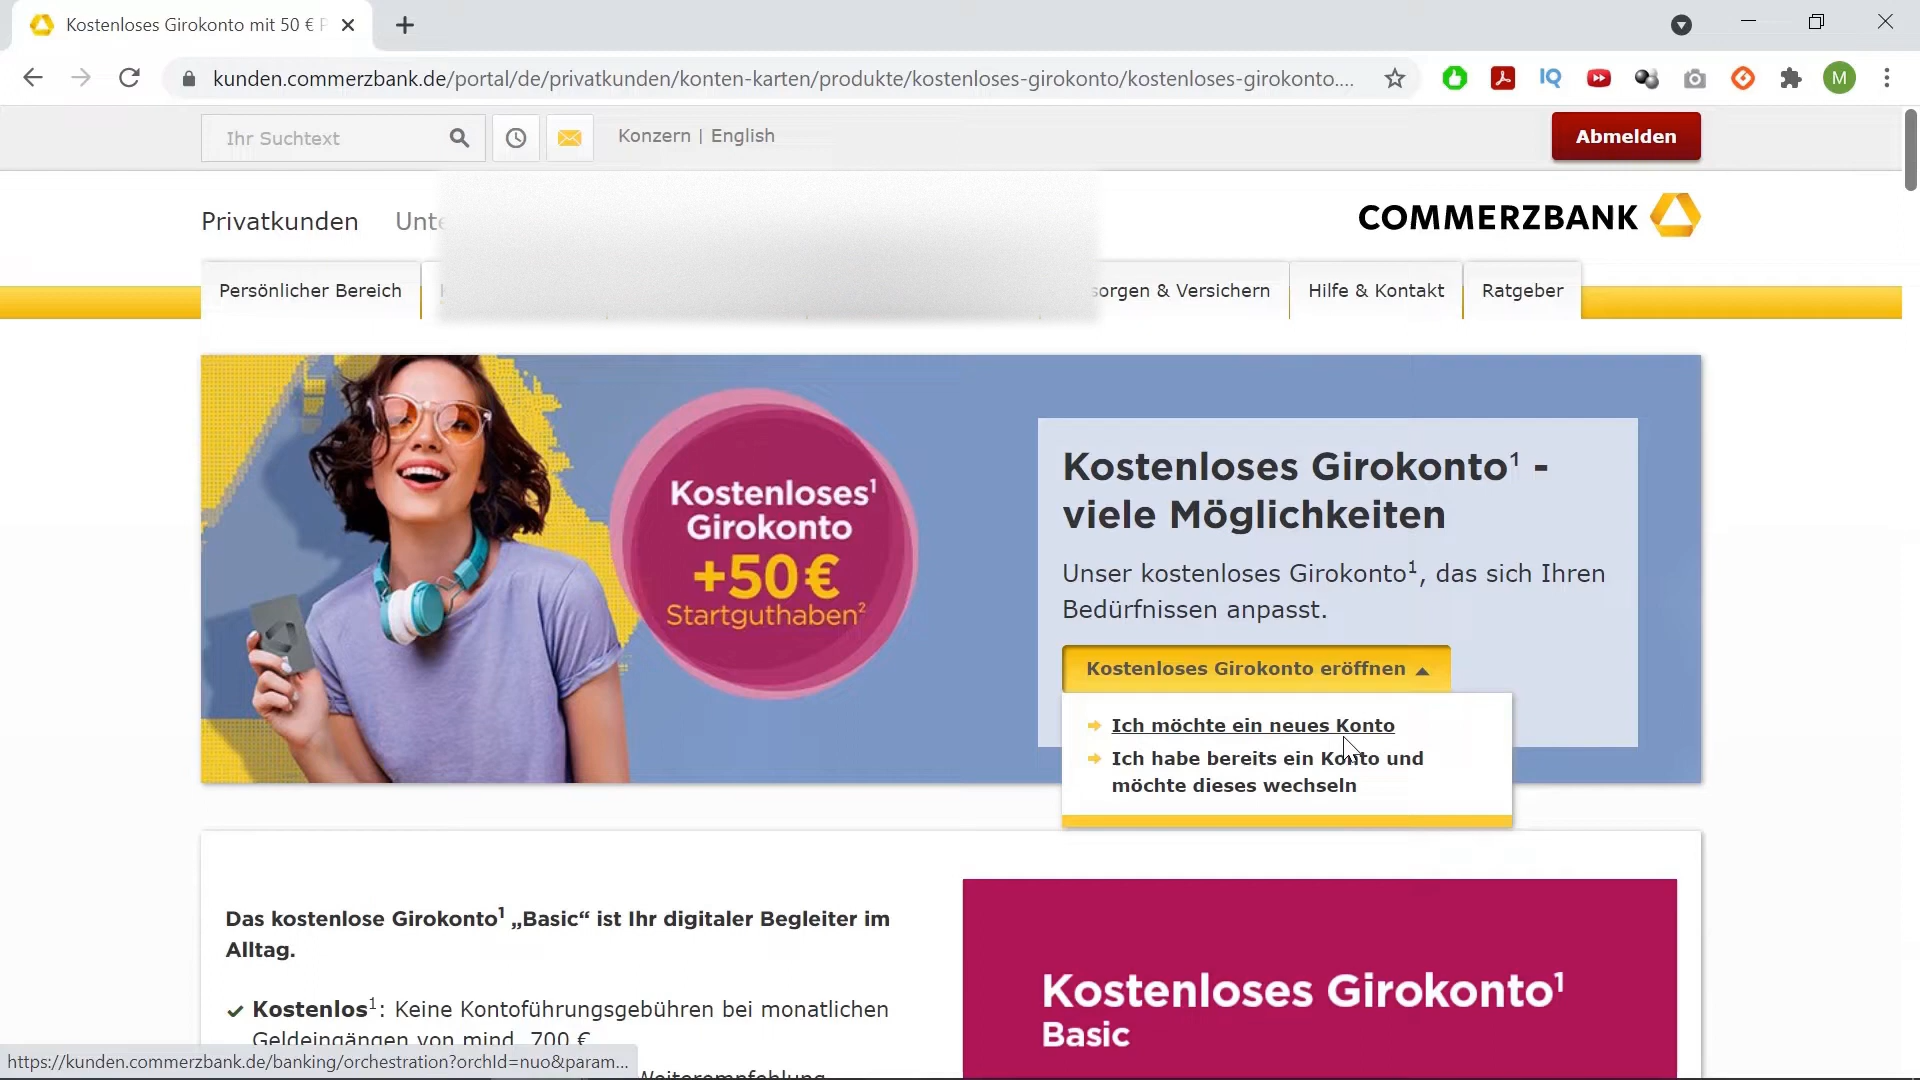 Kostenloses Girokonto mit 50 €
kunden.commerzbank.de/portal/de/privatkunden/konten-karten/produkte/kostenloses-girokonto/kostenloses-girokonto....
IQ
M
Ihr Suchtext
Konzern | English
Abmelden
Privatkunden
COMMERZBANK
Persönlicher Bereich
sorgen & Versichern
Hilfe & Kontakt
Ratgeber
Kostenloses¹
Girokonto
+50 €
Startguthaben²
Kostenloses Girokonto¹ -
viele Möglichkeiten
Unser kostenloses Girokonto¹, das sich Ihren
Bedürfnissen anpasst.
Kostenloses Girokonto eröffnen
Ich möchte ein neues Konto
Ich habe bereits ein Konto und
möchte dieses wechseln
Das kostenlose Girokonto¹ „Basic“ ist Ihr digitaler Begleiter im
Alltag.
Kostenlos¹: Keine Kontoführungsgebühren bei monatlichen
Geldeingängen von mind. 700 €
Weiterempfehlung
Kostenloses Girokonto¹
Basic
https://kunden.commerzbank.de/banking/orchestration?orchId=nuo&param...